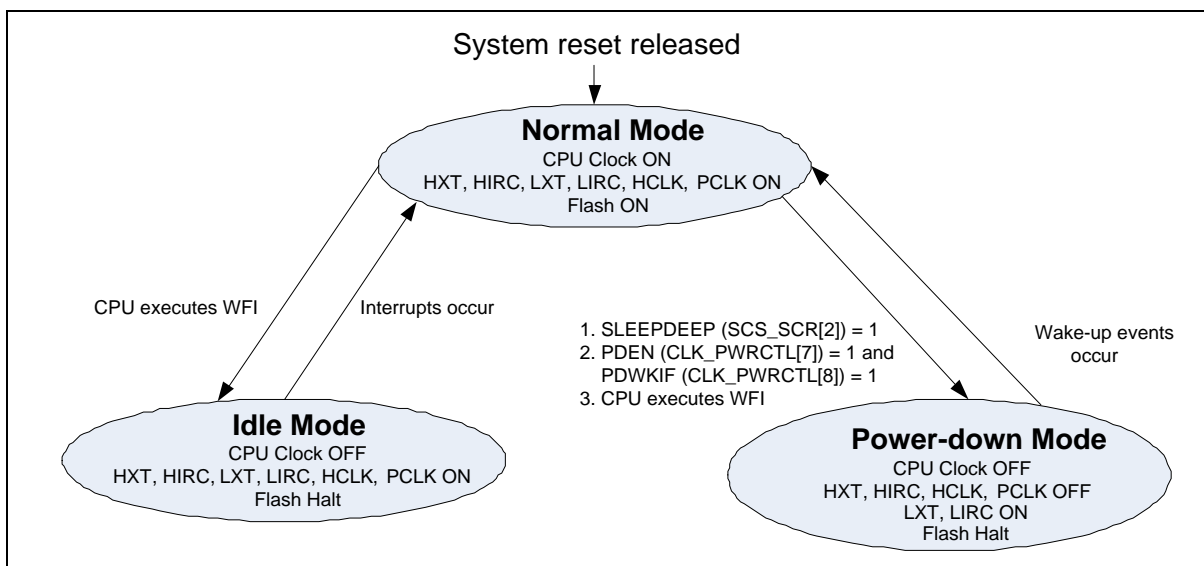 System reset released
Normal Mode
CPU Clock ON
HXT, HIRC, LXT, LIRC, HCLK, PCLK ON
Flash ON
CPU executes WFI
Interrupts occur
1. SLEEPDEEP (SCS_SCR[2]) = 1
2. PDEN (CLK_PWRCTL[7]) = 1 and
PDWKIF (CLK_PWRCTL[8]) = 1
3. CPU executes WFI
Wake-up events
occur
Idle Mode
CPU Clock OFF
HXT, HIRC, LXT, LIRC, HCLK, PCLK ON
Flash Halt
Power-down Mode
CPU Clock OFF
HXT, HIRC, HCLK, PCLK OFF
LXT, LIRC ON
Flash Halt